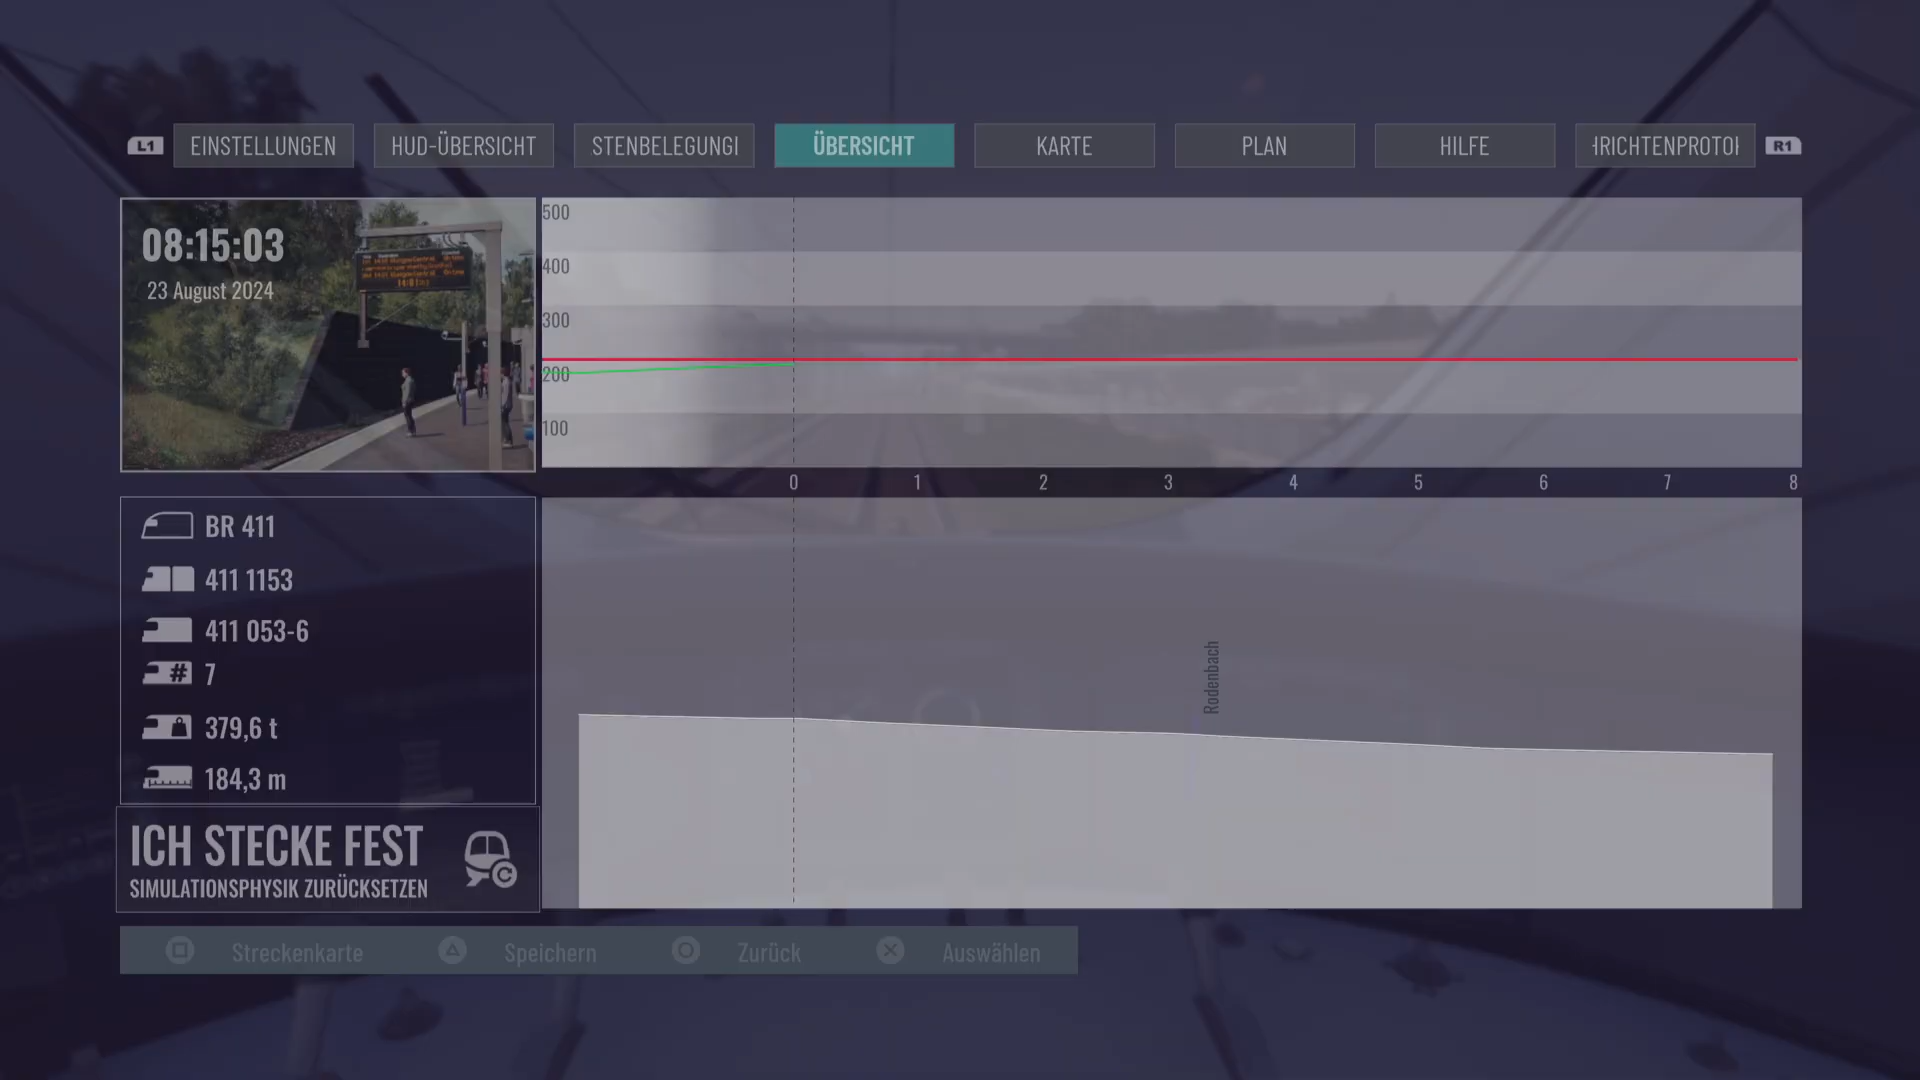 L1
EINSTELLUNGEN
HUD-ÜBERSICHT
STENBELEGUNGI
ÜBERSICHT
KARTE
PLAN
HILFE
IRICHTENPROTOI
R1
08:15:03
23 August 2024
500
400
300
200
100
0 1 2 3 4 5 6 7 8
BR 411
411 1153
411 053-6
# 7
379,6 t
184,3 m
Rodenbach
ICH STECKE FEST
SIMULATIONSPHYSIK ZURÜCKSETZEN
Streckenkarte
Speichern
Zurück
Auswählen